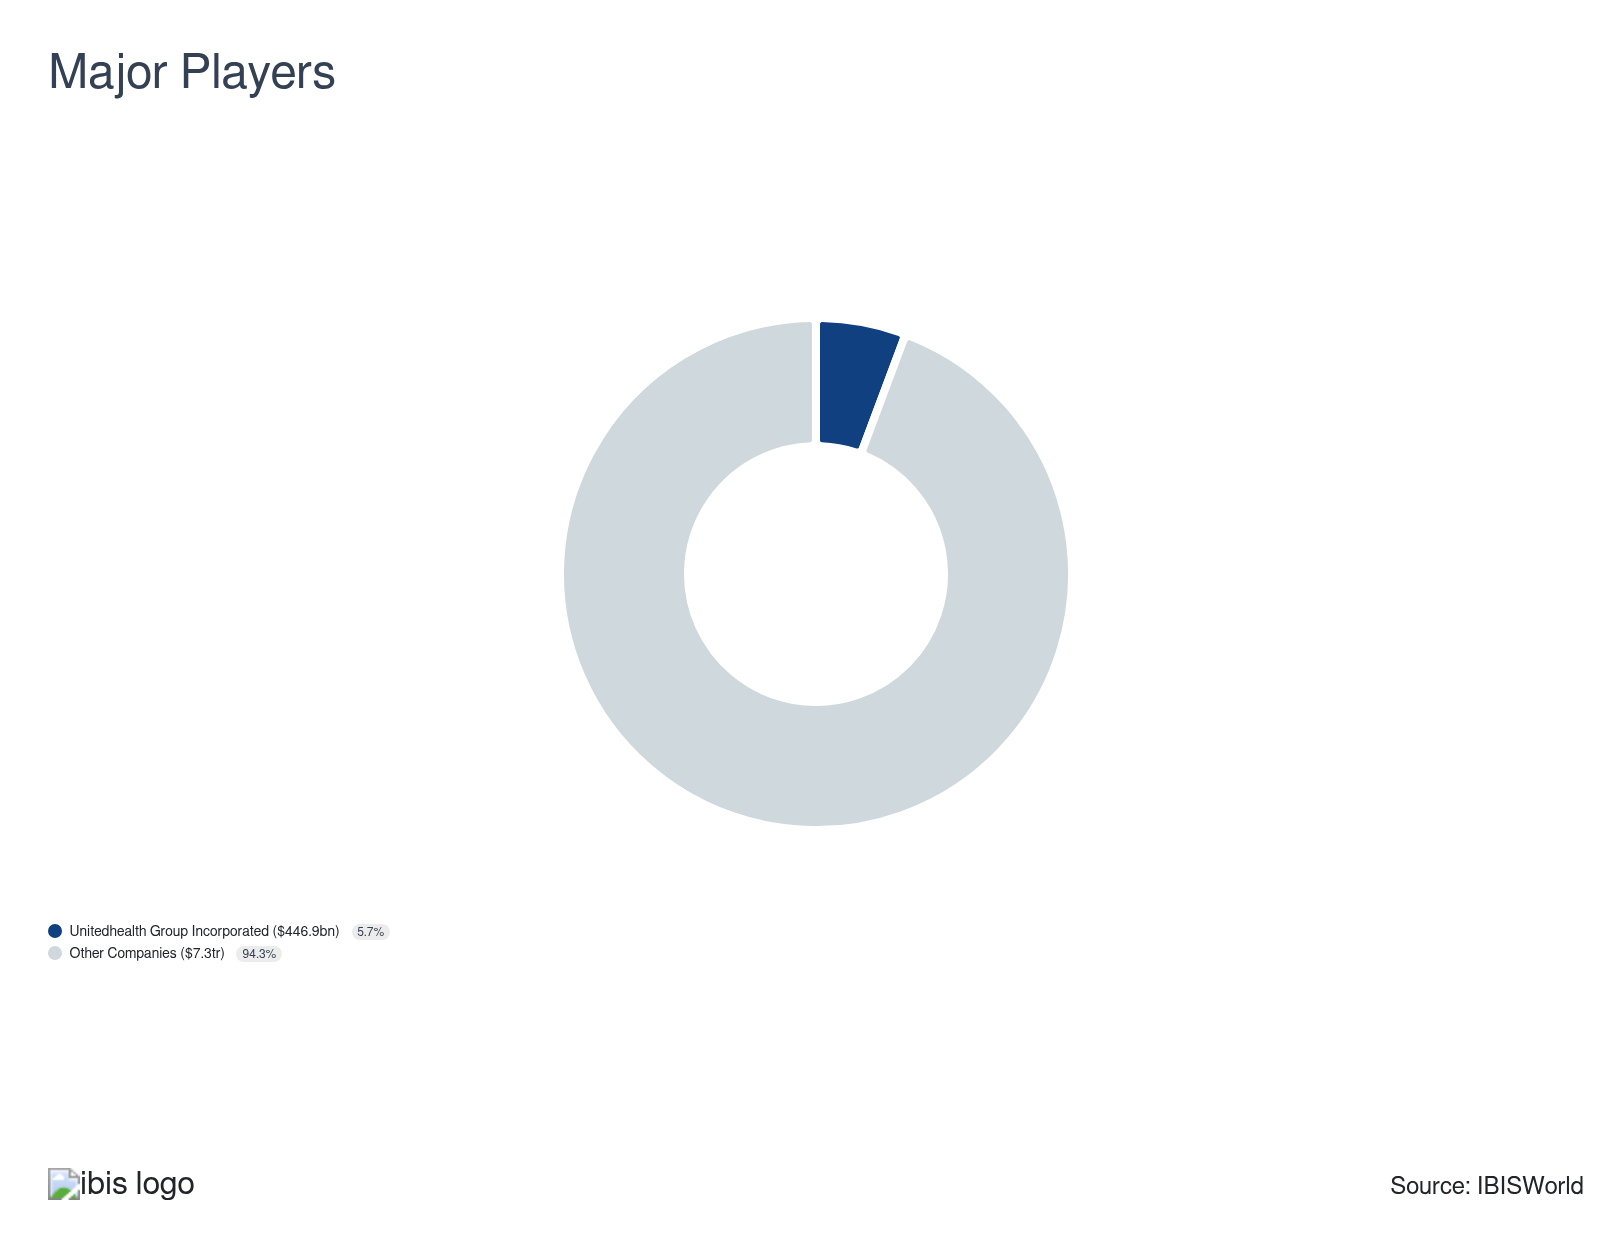 Major Players
Unitedhealth Group Incorporated ($446.9bn) 5.7%
Other Companies ($7.3tr) 94.3%
ibis logo
Source: IBISWorld